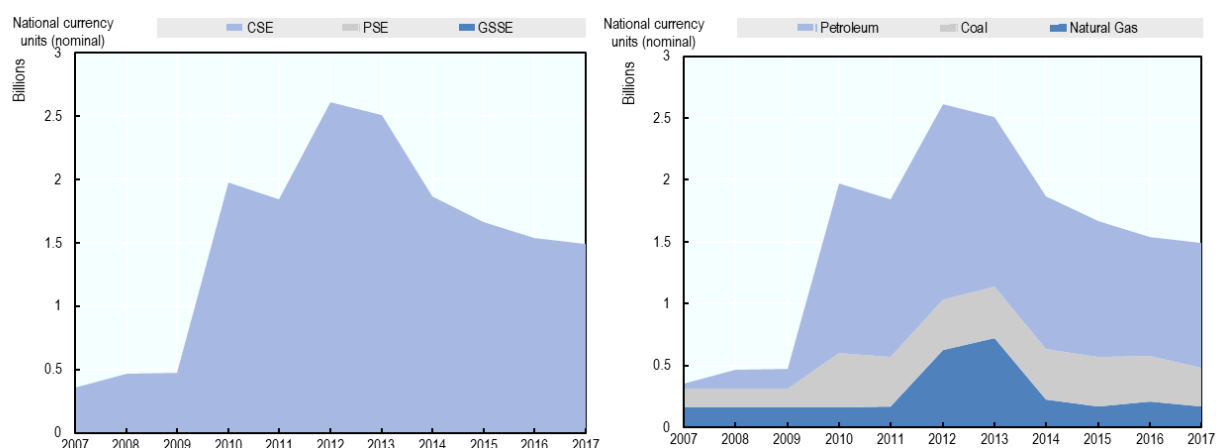 National currency
units (nominal)
CSE
PSE
GSSE
Billions
3
2.5
2
1.5
1
0.5
0
2007 2008 2009 2010 2011 2012 2013 2014 2015 2016 2017
National currency
units (nominal)
Petroleum
Coal
Natural Gas
Billions
3
2.5
2
1.5
1
0.5
0
2007 2008 2009 2010 2011 2012 2013 2014 2015 2016 2017